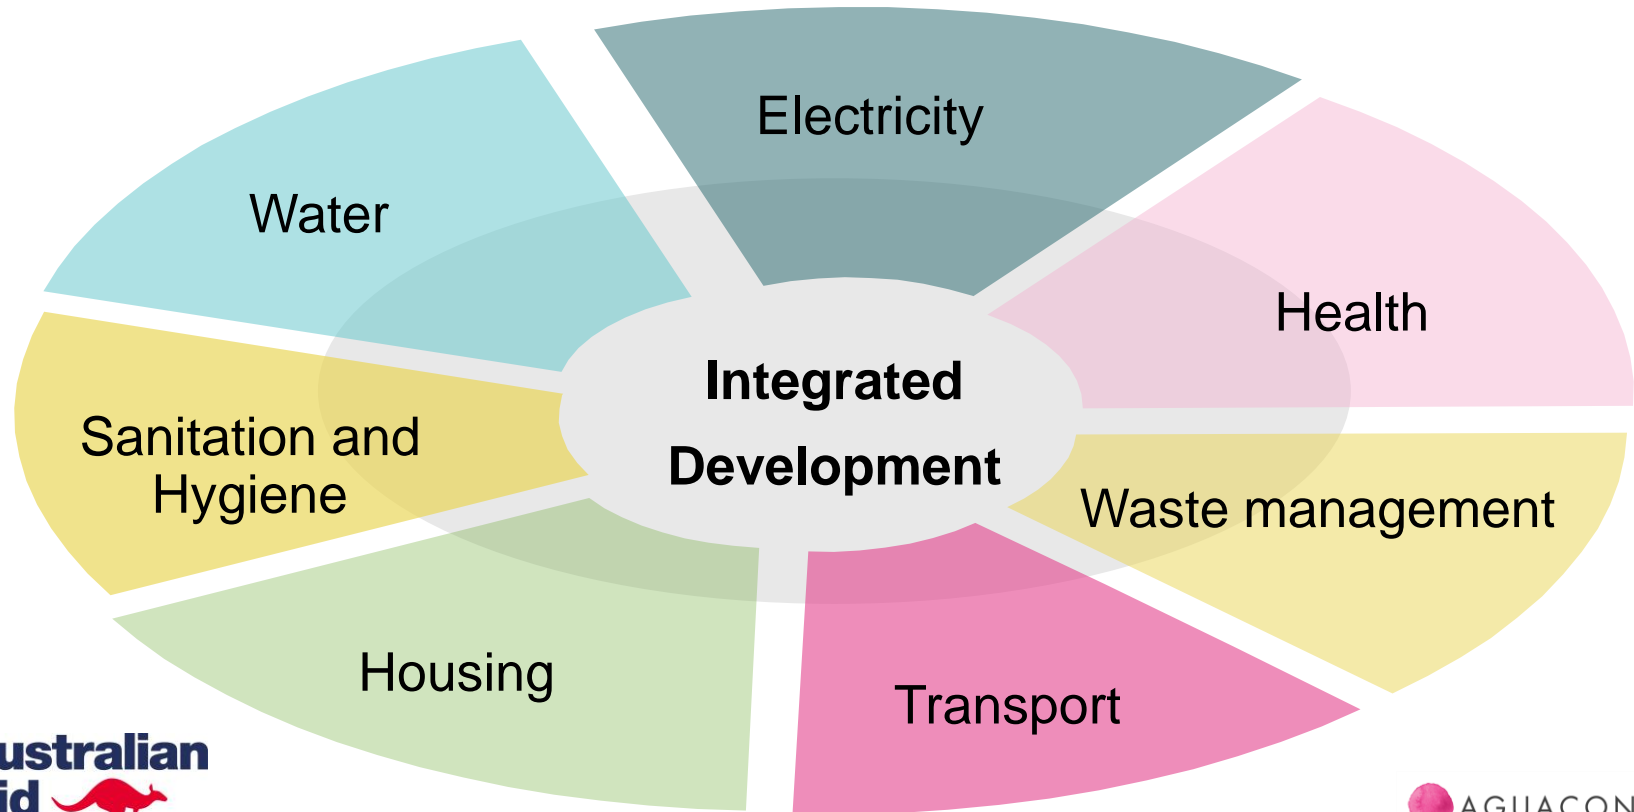 Electricity
Water
Health
Integrated
Development
Sanitation and
Hygiene
Waste management
Housing
Transport
ustralian
id
AGUACON